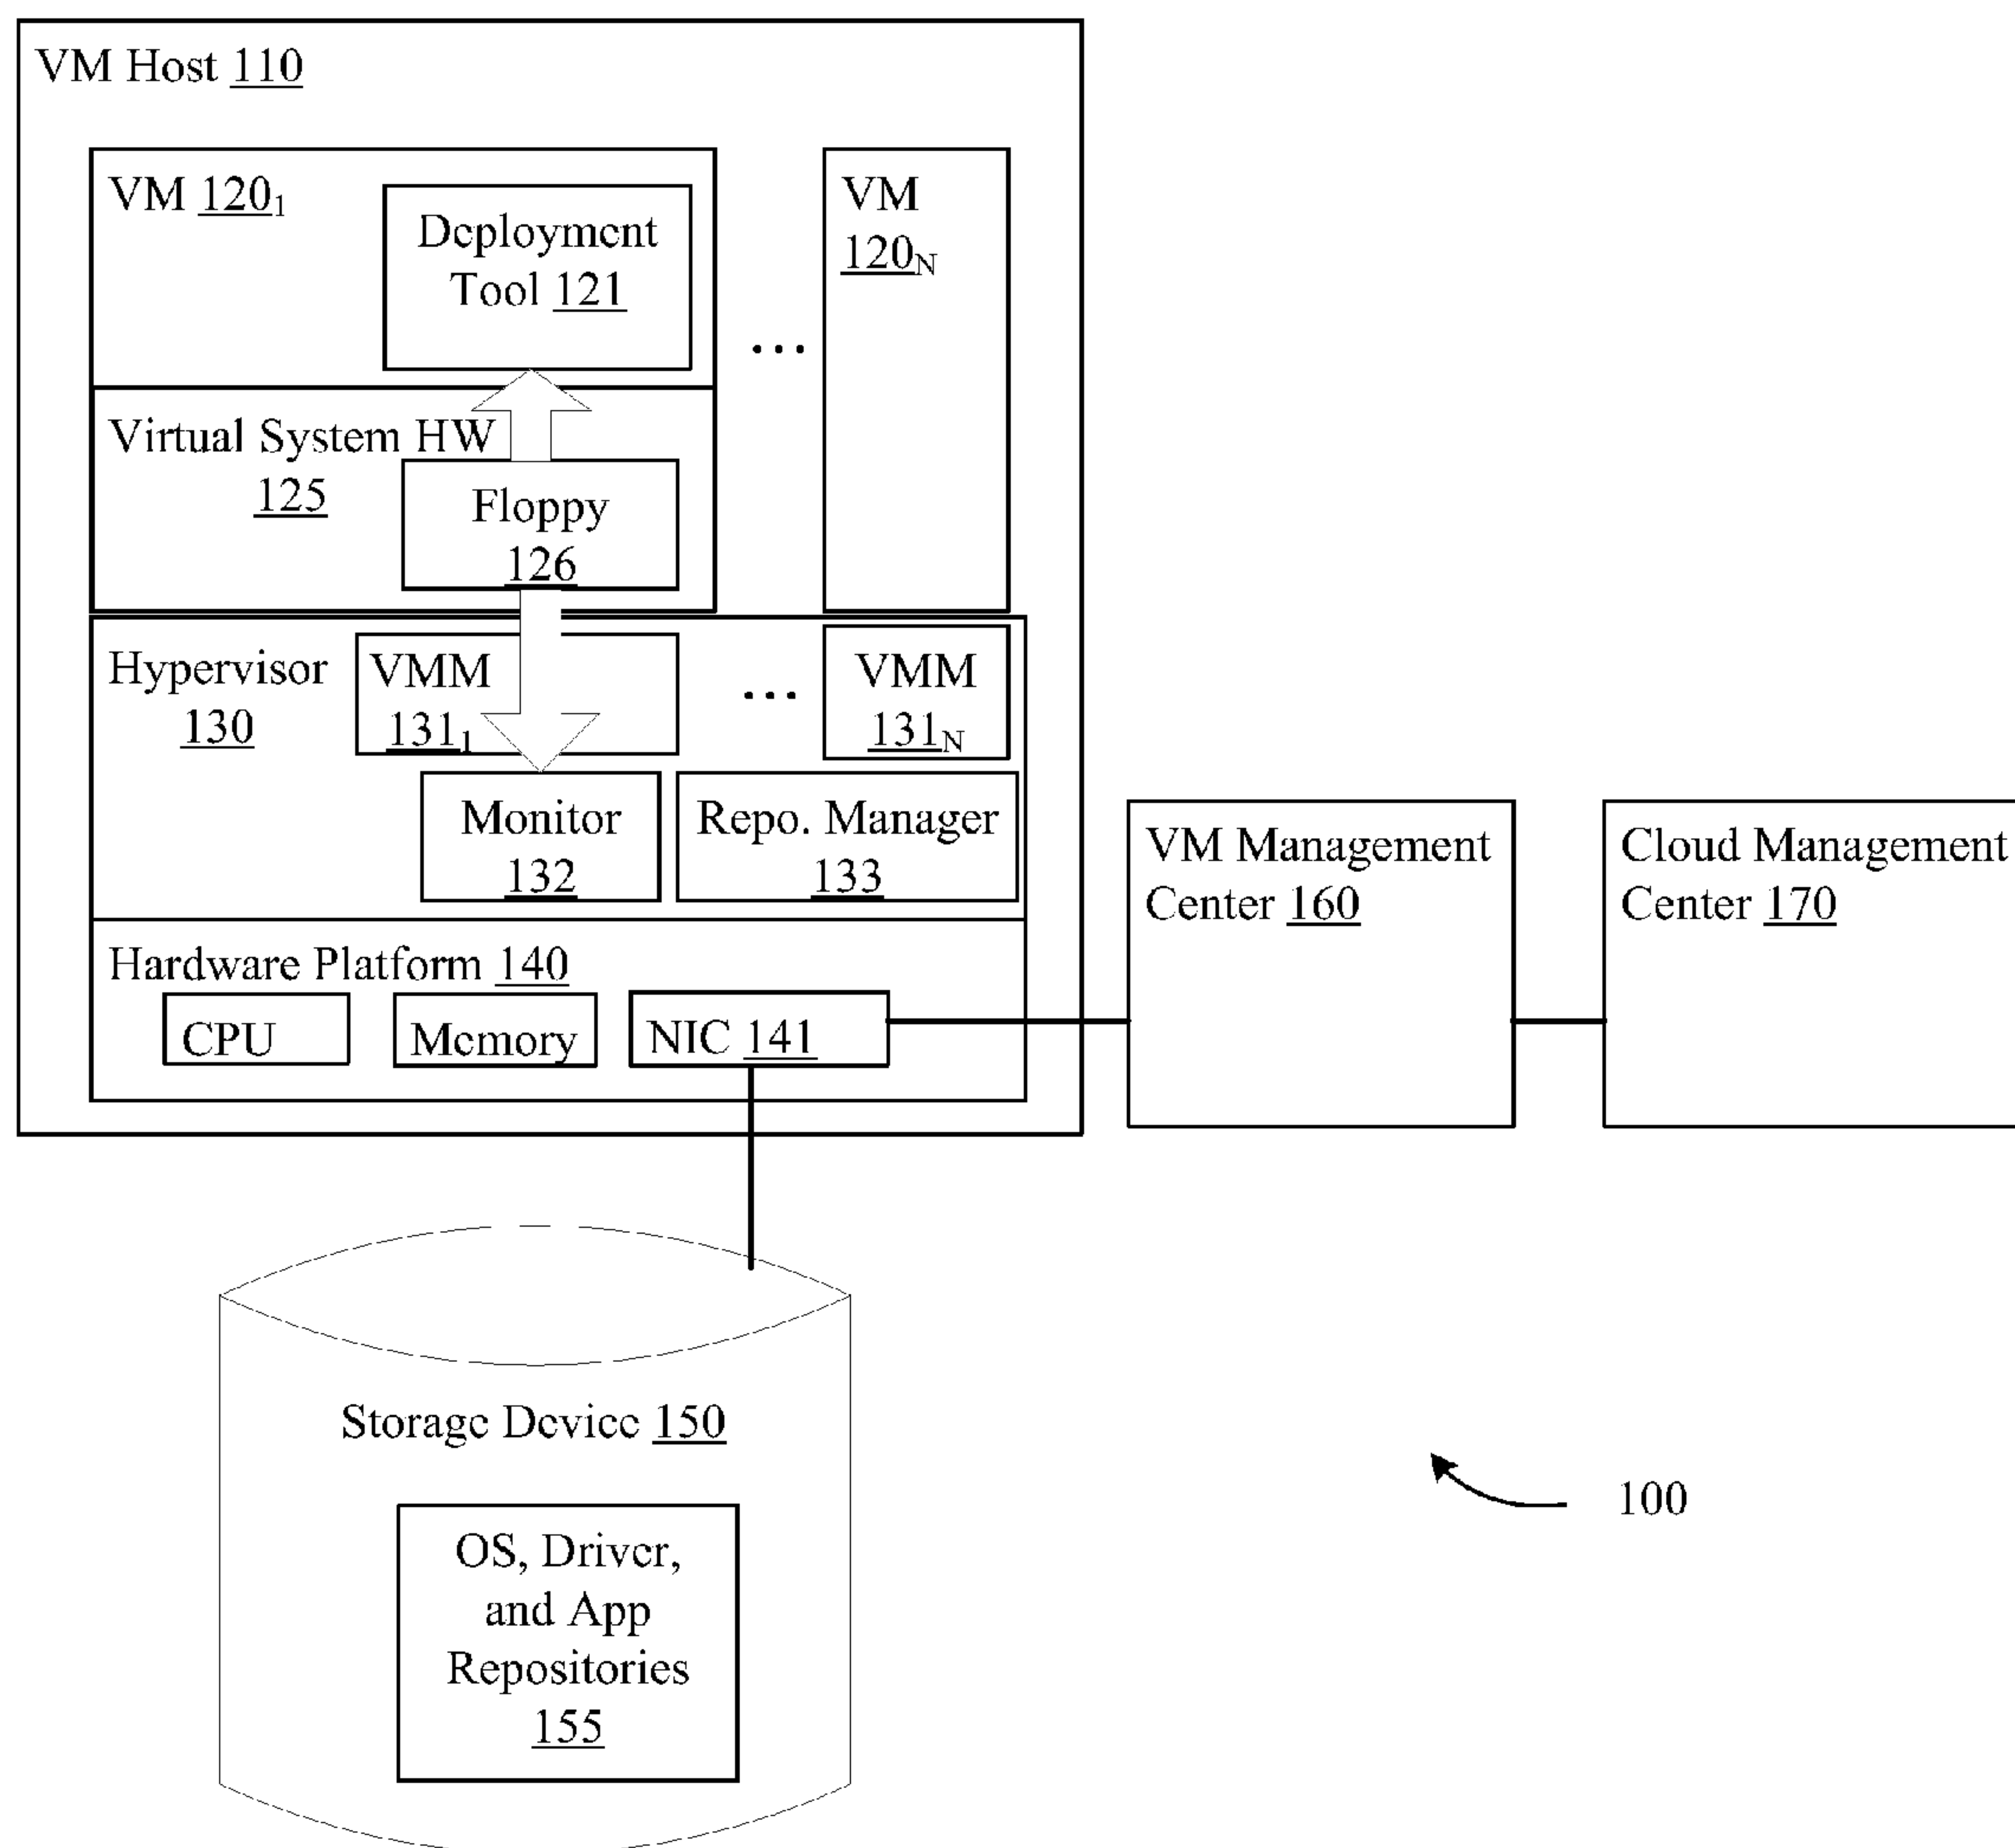 VM Host 110
VM 120₁
Deployment
Tool 121
...
VM
120N
Virtual System HW
125
Floppy
126
Hypervisor
130
VMM
131₁
...
VMM
131N
Monitor
132
Repo. Manager
133
Hardware Platform 140
CPU
Memory
NIC 141
VM Management
Center 160
Cloud Management
Center 170
Storage Device 150
OS, Driver,
and App
Repositories
155
100